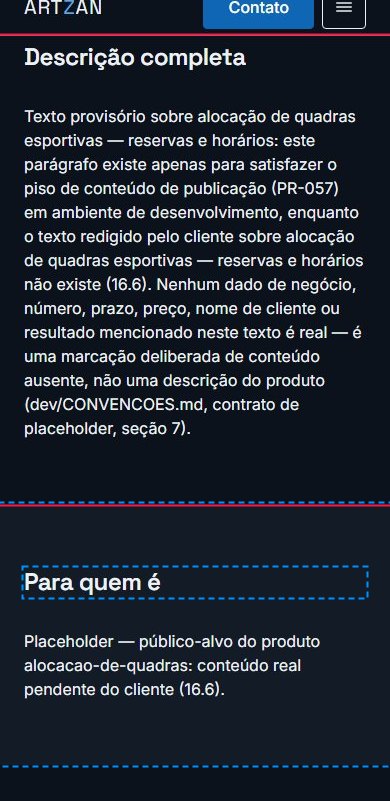 ARTZAN
Contato
Descrição completa
Texto provisório sobre alocação de quadras
esportivas — reservas e horários: este
parágrafo existe apenas para satisfazer o
piso de conteúdo de publicação (PR-057)
em ambiente de desenvolvimento, enquanto
o texto redigido pelo cliente sobre alocação
de quadras esportivas — reservas e horários
não existe (16.6). Nenhum dado de negócio,
número, prazo, preço, nome de cliente ou
resultado mencionado neste texto é real — é
uma marcação deliberada de conteúdo
ausente, não uma descrição do produto
(dev/CONVENCOES.md, contrato de
placeholder, seção 7).
Para quem é
Placeholder — público-alvo do produto
alocacao-de-quadras: conteúdo real
pendente do cliente (16.6).